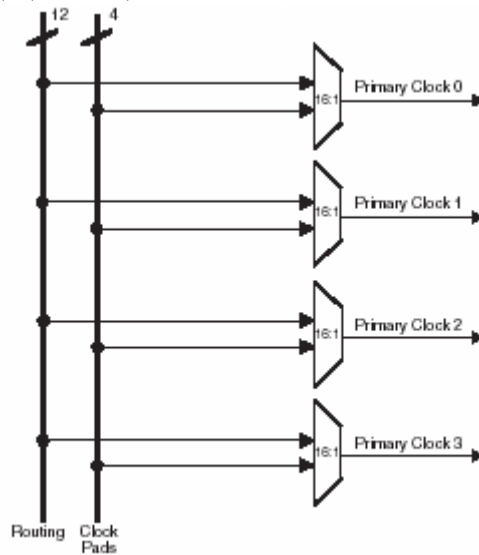 12
4
Primary Clock 0
16:1
Primary Clock 1
16:1
Primary Clock 2
16:1
Primary Clock 3
16:1
Routing
Clock
Pads